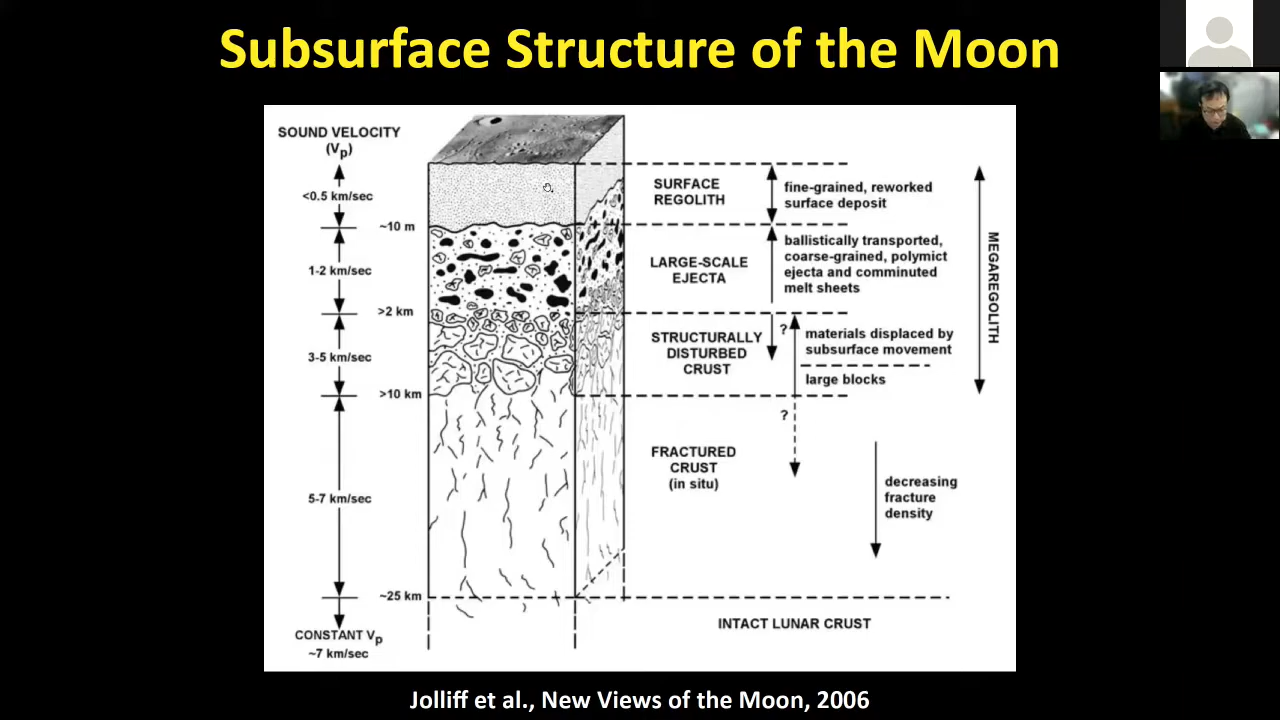 Subsurface Structure of the Moon
SOUND VELOCITY
(Vp)
<0.5 km/sec
~10 m
1-2 km/sec
>2 km
3-5 km/sec
>10 km
5-7 km/sec
~25 km
CONSTANT Vp
~7 km/sec
SURFACE
REGOLITH
fine-grained, reworked
surface deposit
LARGE-SCALE
EJECTA
ballistically transported,
coarse-grained, polymict
ejecta and comminuted
melt sheets
STRUCTURALLY
DISTURBED
CRUST
?
materials displaced by
subsurface movement
large blocks
?
FRACTURED
CRUST
(in situ)
decreasing
fracture
density
INTACT LUNAR CRUST
MEGAREGOLITH
Jolliff et al., New Views of the Moon, 2006